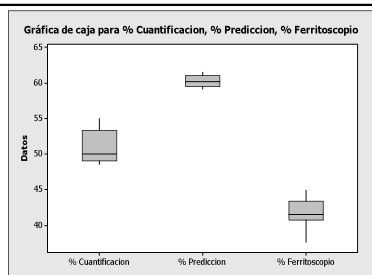 Gráfica de caja para % Cuantificacion, % Prediccion, % Ferritoscopio
65
60
55
50
45
40
Datos
% Cuantificacion
% Prediccion
% Ferritoscopio